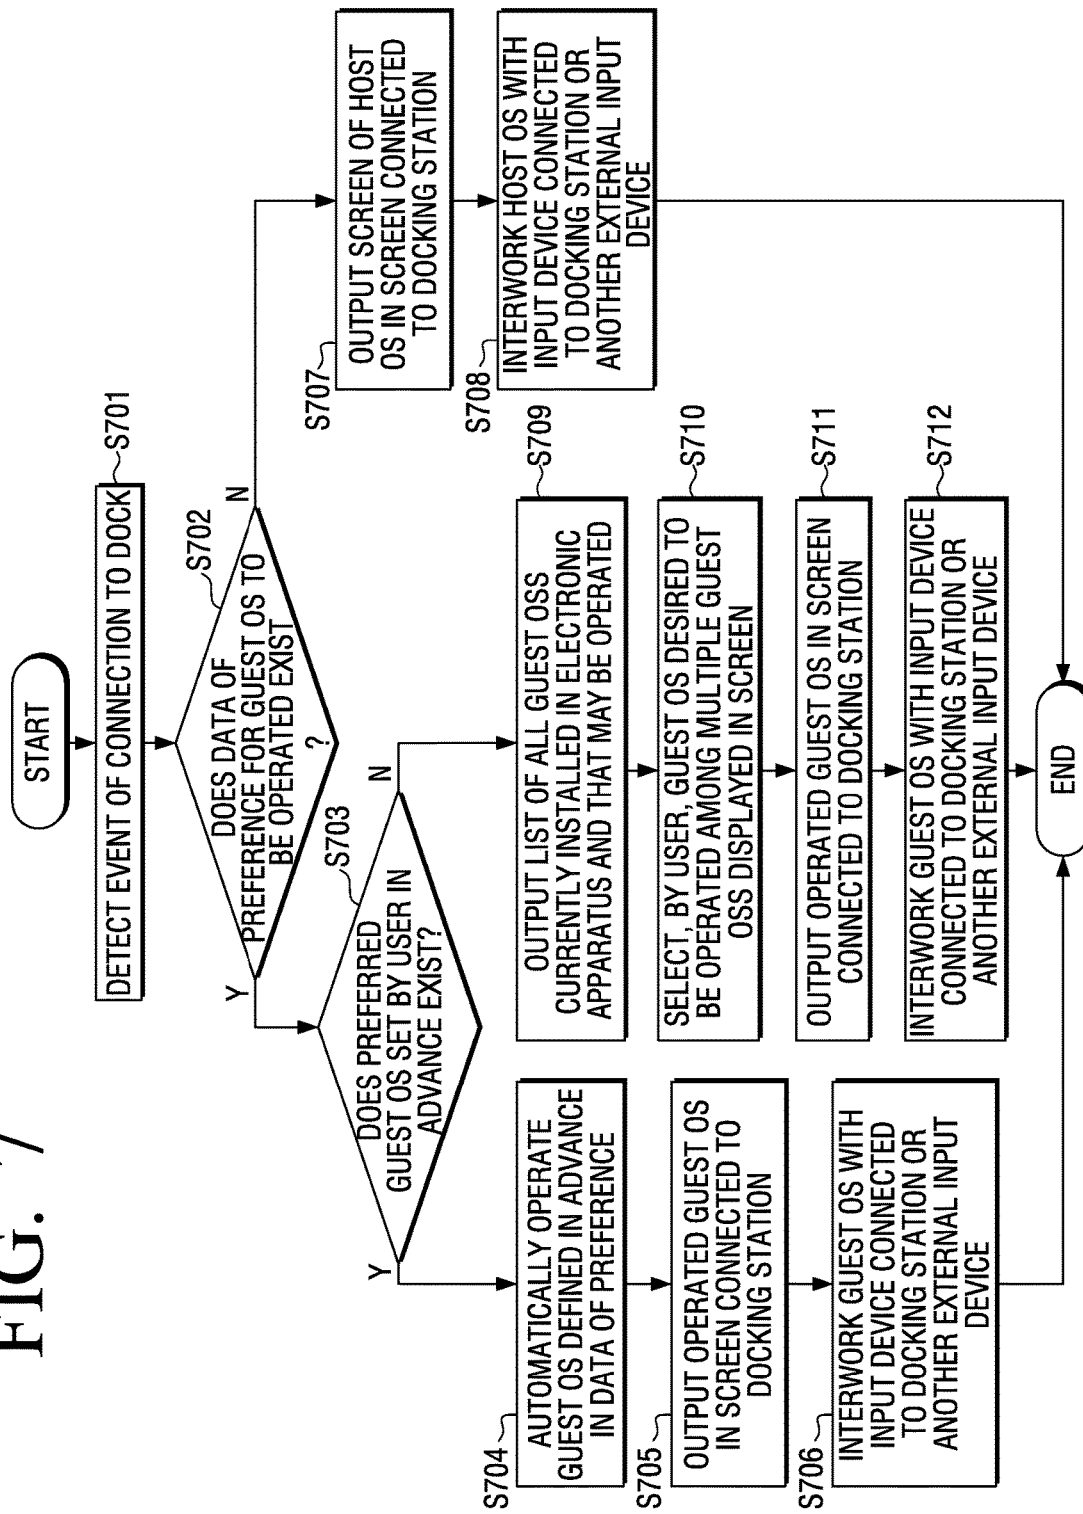 FIG. 7
START
DETECT EVENT OF CONNECTION TO DOCK
S701
S702
DOES DATA OF
PREFERENCE FOR GUEST OS TO
BE OPERATED EXIST
?
Y
N
S703
DOES PREFERRED
GUEST OS SET BY USER IN
ADVANCE EXIST?
Y
N
S704
AUTOMATICALLY OPERATE
GUEST OS DEFINED IN ADVANCE
IN DATA OF PREFERENCE
S705
OUTPUT OPERATED GUEST OS
IN SCREEN CONNECTED TO
DOCKING STATION
S706
INTERWORK GUEST OS WITH
INPUT DEVICE CONNECTED
TO DOCKING STATION OR
ANOTHER EXTERNAL INPUT
DEVICE
OUTPUT LIST OF ALL GUEST OSS
CURRENTLY INSTALLED IN ELECTRONIC
APPARATUS AND THAT MAY BE OPERATED
S709
SELECT, BY USER, GUEST OS DESIRED TO
BE OPERATED AMONG MULTIPLE GUEST
OSS DISPLAYED IN SCREEN
S710
OUTPUT OPERATED GUEST OS IN SCREEN
CONNECTED TO DOCKING STATION
S711
INTERWORK GUEST OS WITH INPUT DEVICE
CONNECTED TO DOCKING STATION OR
ANOTHER EXTERNAL INPUT DEVICE
S712
S707
OUTPUT SCREEN OF HOST
OS IN SCREEN CONNECTED
TO DOCKING STATION
S708
INTERWORK HOST OS WITH
INPUT DEVICE CONNECTED
TO DOCKING STATION OR
ANOTHER EXTERNAL INPUT
DEVICE
END